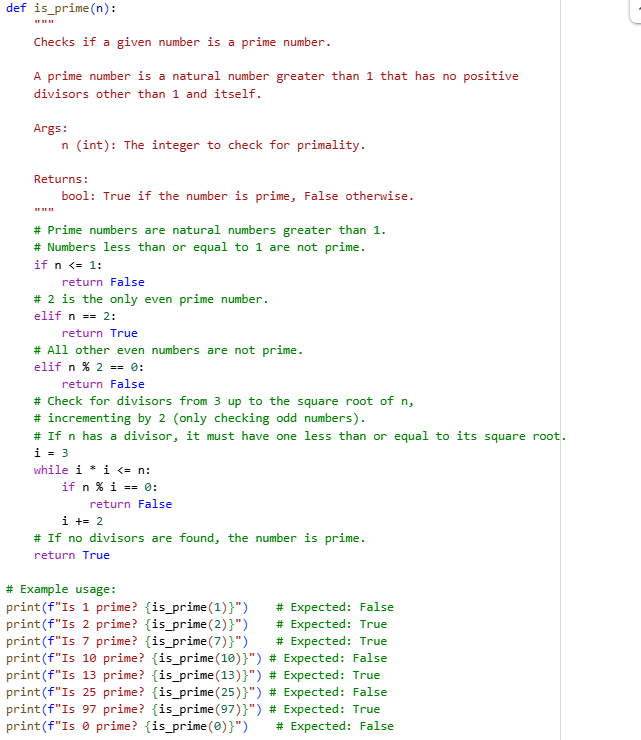 def is_prime(n):
    """
    Checks if a given number is a prime number.

    A prime number is a natural number greater than 1 that has no positive
    divisors other than 1 and itself.

    Args:
        n (int): The integer to check for primality.

    Returns:
        bool: True if the number is prime, False otherwise.
    """
    # Prime numbers are natural numbers greater than 1.
    # Numbers less than or equal to 1 are not prime.
    if n <= 1:
        return False
    # 2 is the only even prime number.
    elif n == 2:
        return True
    # All other even numbers are not prime.
    elif n % 2 == 0:
        return False
    # Check for divisors from 3 up to the square root of n,
    # incrementing by 2 (only checking odd numbers).
    # If n has a divisor, it must have one less than or equal to its square root.
    i = 3
    while i * i <= n:
        if n % i == 0:
            return False
        i += 2
    # If no divisors are found, the number is prime.
    return True

# Example usage:
print(f"Is 1 prime? {is_prime(1)}")    # Expected: False
print(f"Is 2 prime? {is_prime(2)}")    # Expected: True
print(f"Is 7 prime? {is_prime(7)}")    # Expected: True
print(f"Is 10 prime? {is_prime(10)}") # Expected: False
print(f"Is 13 prime? {is_prime(13)}") # Expected: True
print(f"Is 25 prime? {is_prime(25)}") # Expected: False
print(f"Is 97 prime? {is_prime(97)}") # Expected: True
print(f"Is 0 prime? {is_prime(0)}")    # Expected: False